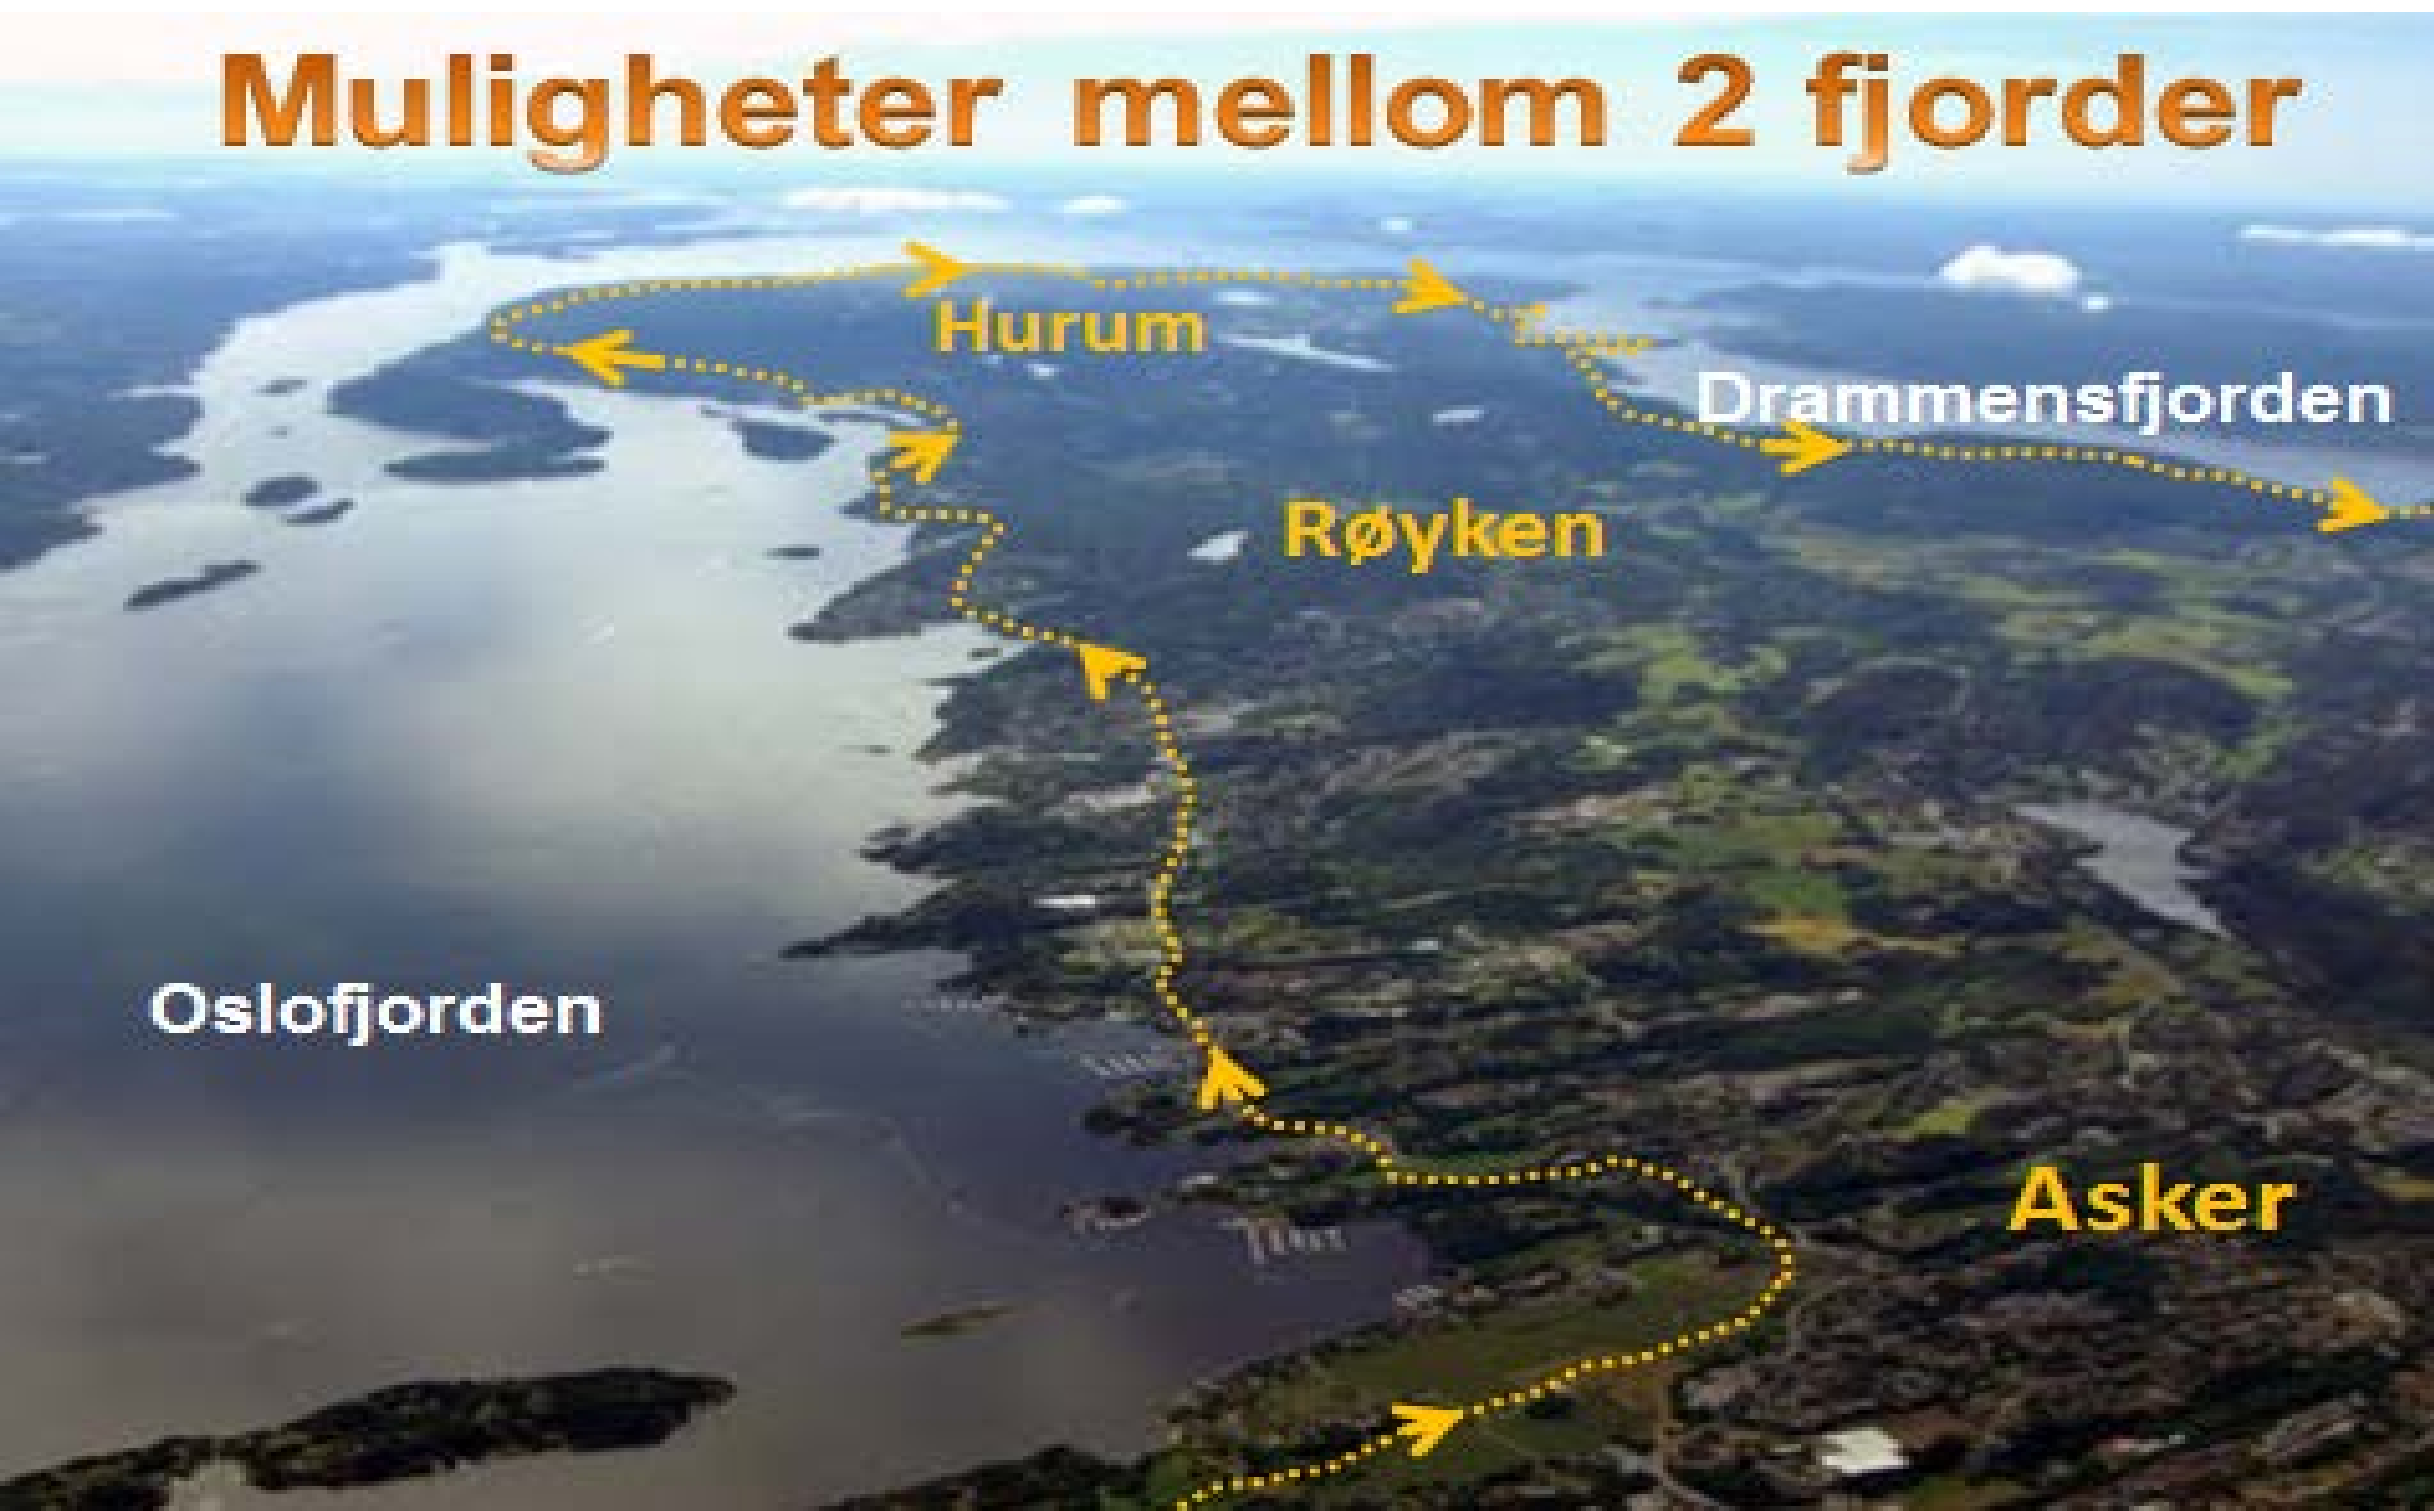 Muligheter mellom 2 fjorder
Hurum
Drammensfjorden
Røyken
Oslofjorden
Asker